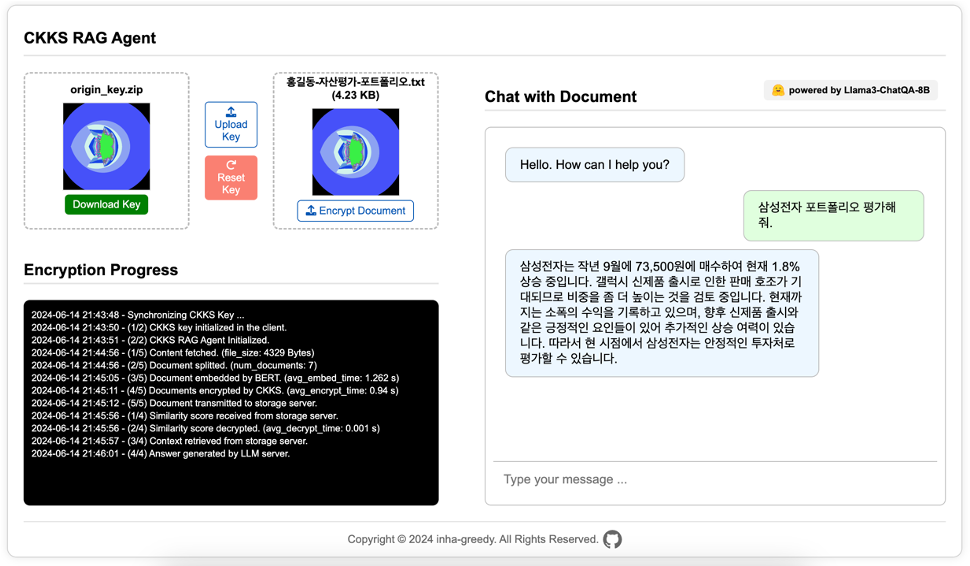 CKKS RAG Agent
origin_key.zip
Download Key
Upload
Key
Reset
Key
홍길동-자산평가-포트폴리오.txt
(4.23 KB)
Encrypt Document
Encryption Progress
2024-06-14 21:43:48 - Synchronizing CKKS Key ...
2024-06-14 21:43:50 - (1/2) CKKS key initialized in the client.
2024-06-14 21:43:51 - (2/2) CKKS RAG Agent Initialized.
2024-06-14 21:44:56 - (1/5) Content fetched. (file_size: 4329 Bytes)
2024-06-14 21:44:56 - (2/5) Document splitted. (num_documents: 7)
2024-06-14 21:45:05 - (3/5) Document embedded by BERT. (avg_embed_time: 1.262 s)
2024-06-14 21:45:11 - (4/5) Documents encrypted by CKKS. (avg_encrypt_time: 0.94 s)
2024-06-14 21:45:12 - (5/5) Document transmitted to storage server.
2024-06-14 21:45:56 - (1/4) Similarity score received from storage server.
2024-06-14 21:45:56 - (2/4) Similarity score decrypted. (avg_decrypt_time: 0.001 s)
2024-06-14 21:45:57 - (3/4) Context retrieved from storage server.
2024-06-14 21:46:01 - (4/4) Answer generated by LLM server.
Chat with Document
powered by Llama3-ChatQA-8B
Hello. How can I help you?
삼성전자 포트폴리오 평가해
줘.
삼성전자는 작년 9월에 73,500원에 매수하여 현재 1.8%
상승 중입니다. 갤럭시 신제품 출시로 인한 판매 호조가 기
대되므로 비중을 좀 더 높이는 것을 검토 중입니다. 현재까
지는 소폭의 수익을 기록하고 있으며, 향후 신제품 출시와
같은 긍정적인 요인들이 있어 추가적인 상승 여력이 있습
니다. 따라서 현 시점에서 삼성전자는 안정적인 투자처로
평가할 수 있습니다.
Type your message ...
Copyright © 2024 inha-greedy. All Rights Reserved.